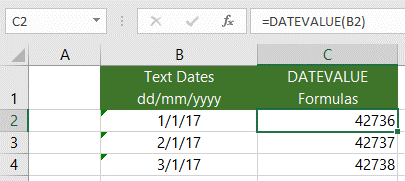 C2 =DATEVALUE(B2)
A B C
Text Dates DATEVALUE
1 dd/mm/yyyy Formulas
2 1/1/17 42736
3 2/1/17 42737
4 3/1/17 42738